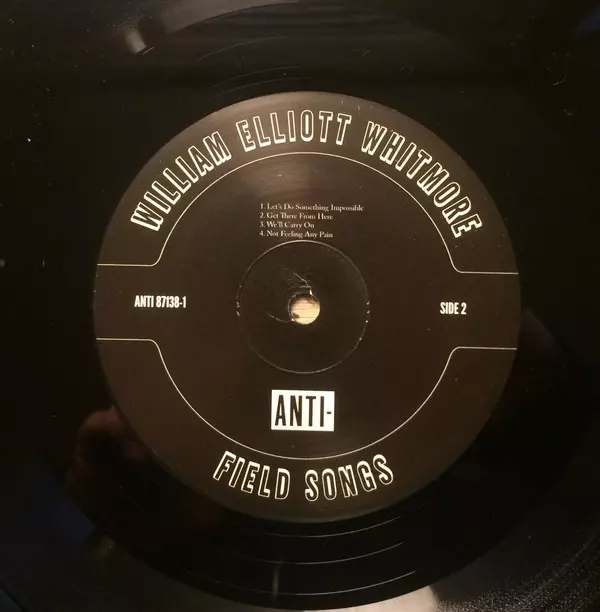 WILLIAM ELLIOTT WHITMORE
1. Let's Do Something Impossible
2. Get There From Here
3. We'll Carry On
4. Not Feeling Any Pain
ANTI 87138-1
SIDE 2
ANTI-
FIELD SONGS